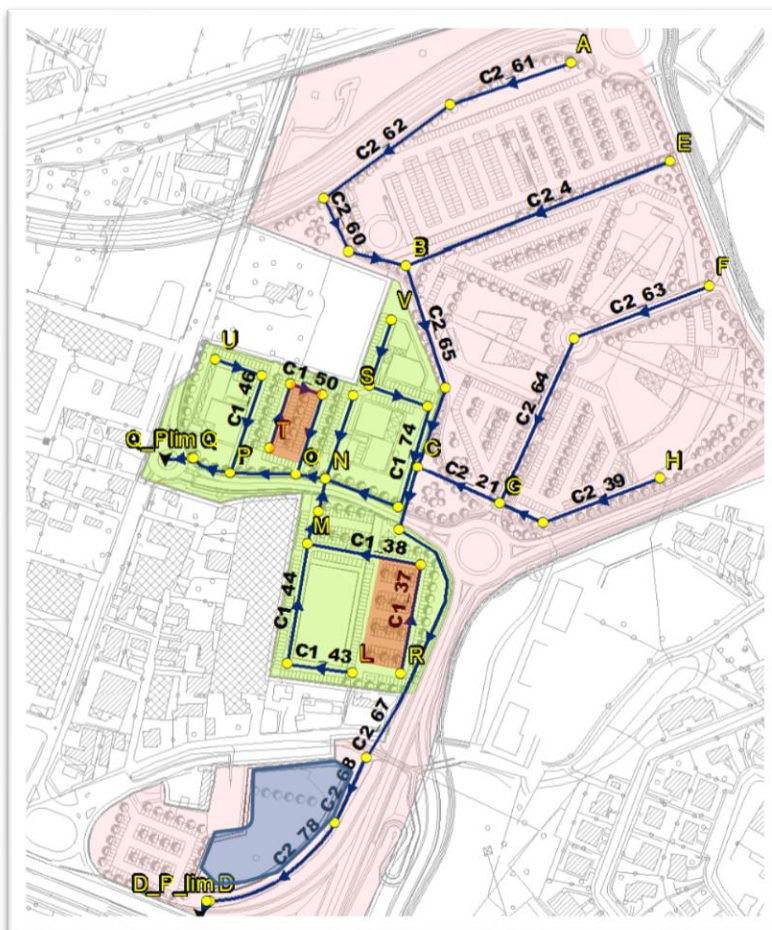 A
C2_61
C2_62
E
C2_4
C2_60
B
F
C2_63
V
C2_65
U
C1_50
S
C1_46
C2_64
C1_74
T
Q_Plim Q
P
O
N
C
C2_21
G
C2_39
H
M
C1_38
C1_37
C1_44
C1_43
L
R
C2_67
C2_68
C2_78
D_P_lim D